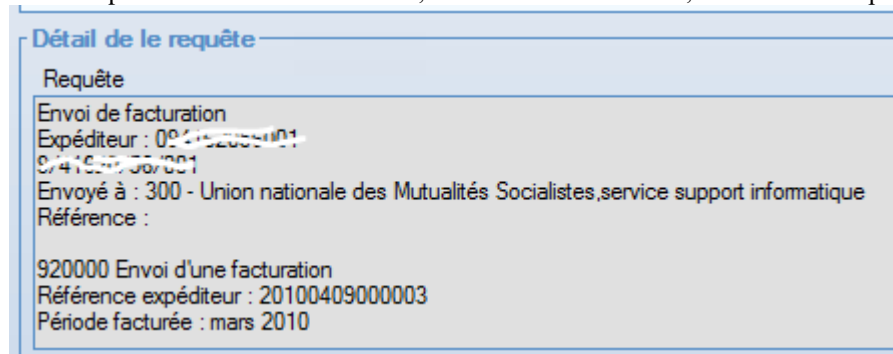 Détail de le requête
Requête
Envoi de facturation
Expéditeur :
Envoyé à : 300 - Union nationale des Mutualités Socialistes,service support informatique
Référence :
920000 Envoi d'une facturation
Référence expéditeur : 20100409000003
Période facturée : mars 2010